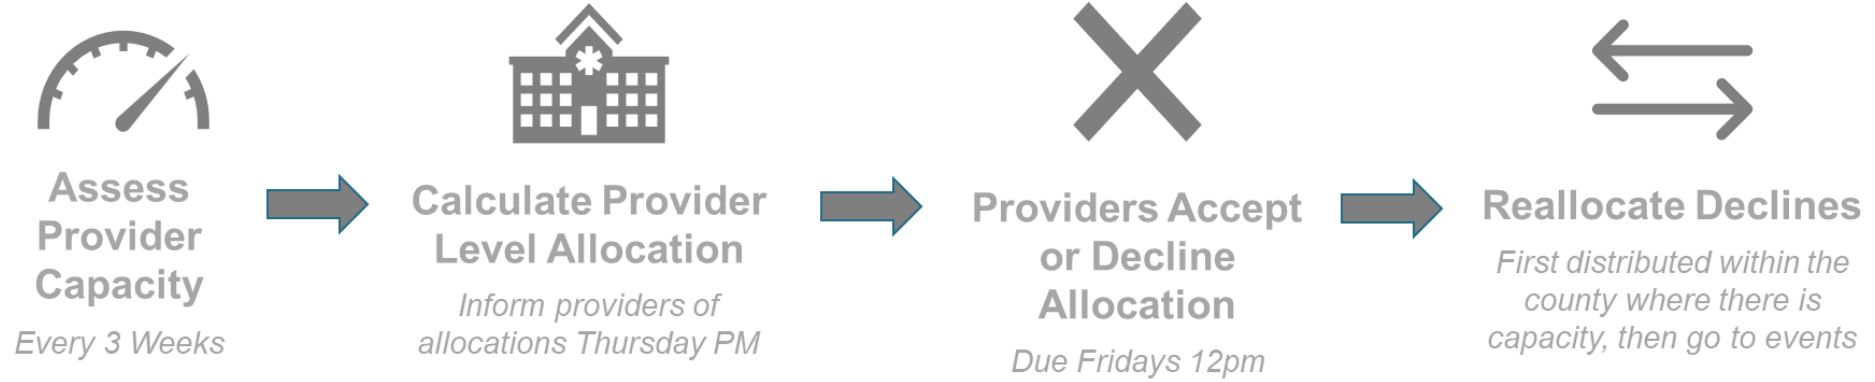 Assess
Provider
Capacity
Every 3 Weeks
Calculate Provider
Level Allocation
Inform providers of
allocations Thursday PM
Providers Accept
or Decline
Allocation
Due Fridays 12pm
Reallocate Declines
First distributed within the
county where there is
capacity, then go to events